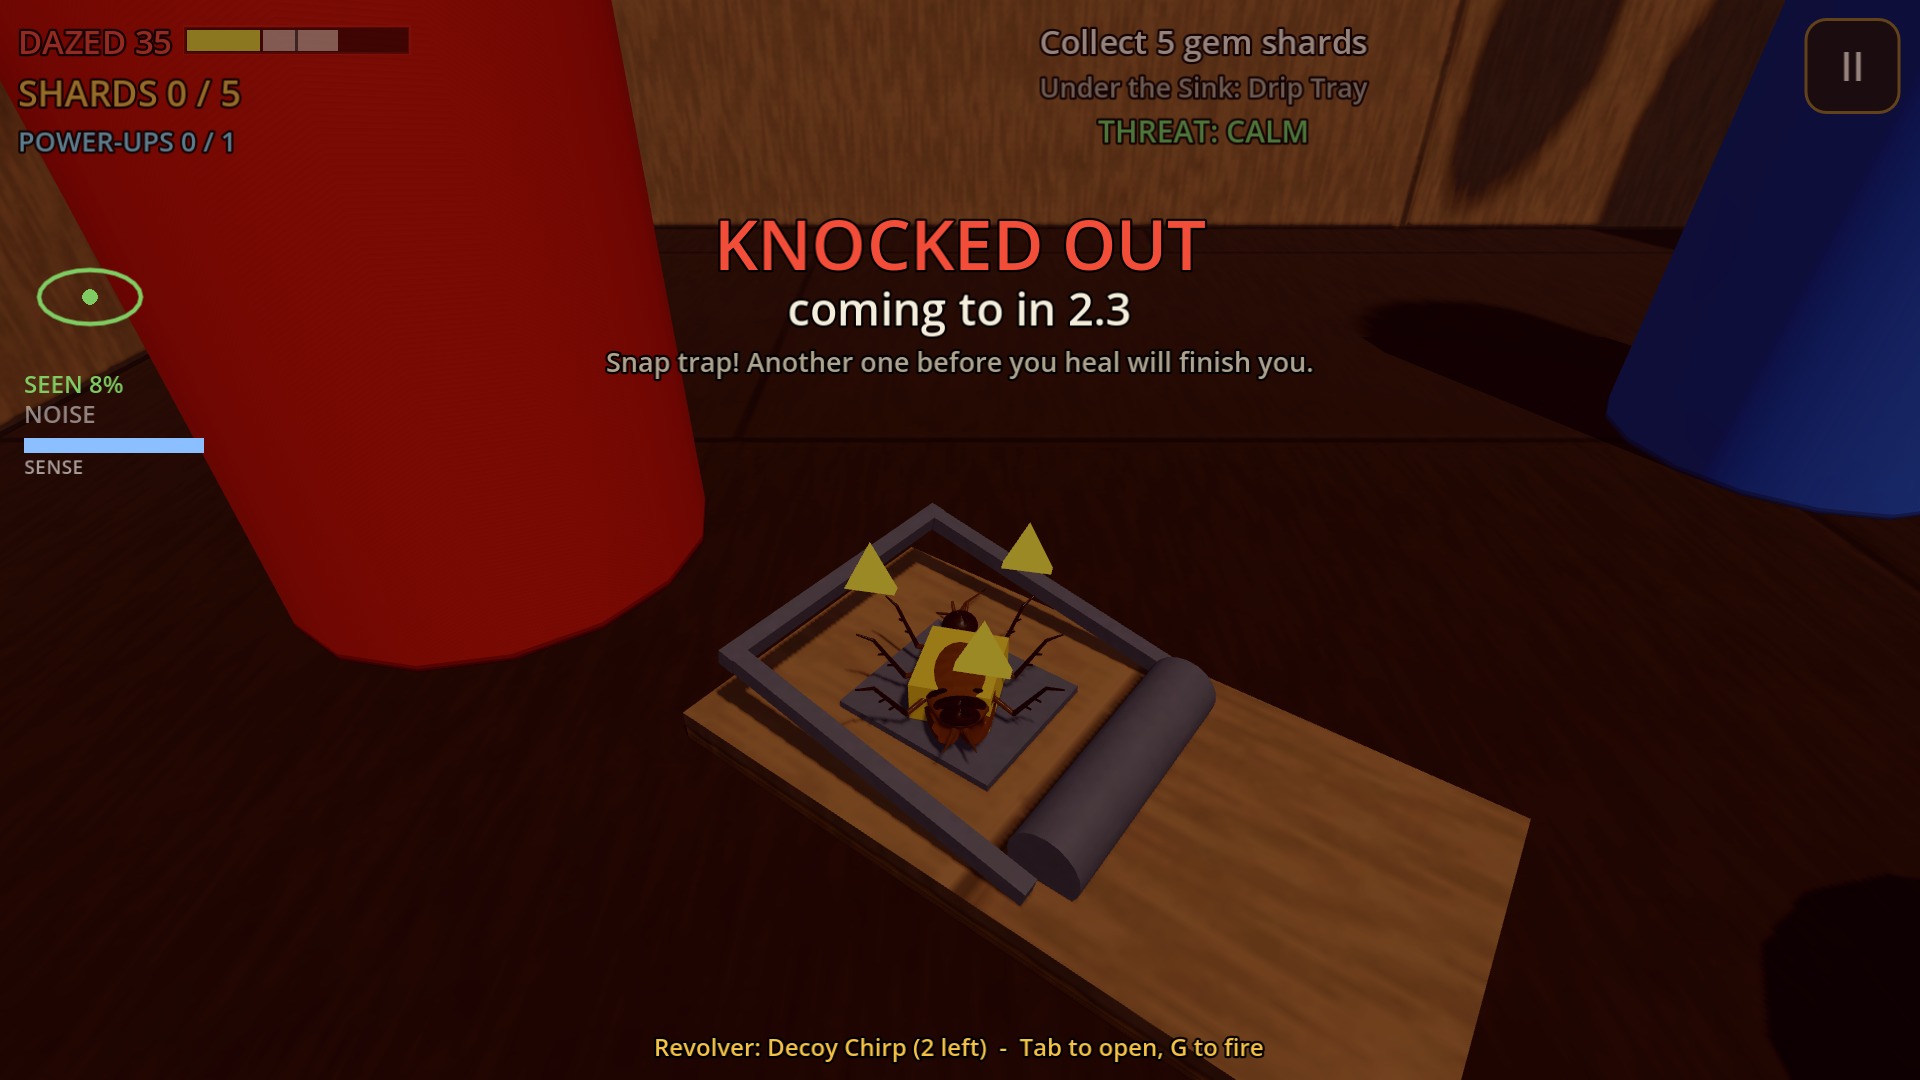 DAZED 35
SHARDS 0 / 5
POWER-UPS 0 / 1
Collect 5 gem shards
Under the Sink: Drip Tray
THREAT: CALM
KNOCKED OUT
coming to in 2.3
Snap trap! Another one before you heal will finish you.
SEEN 8%
NOISE
SENSE
Revolver: Decoy Chirp (2 left) - Tab to open, G to fire